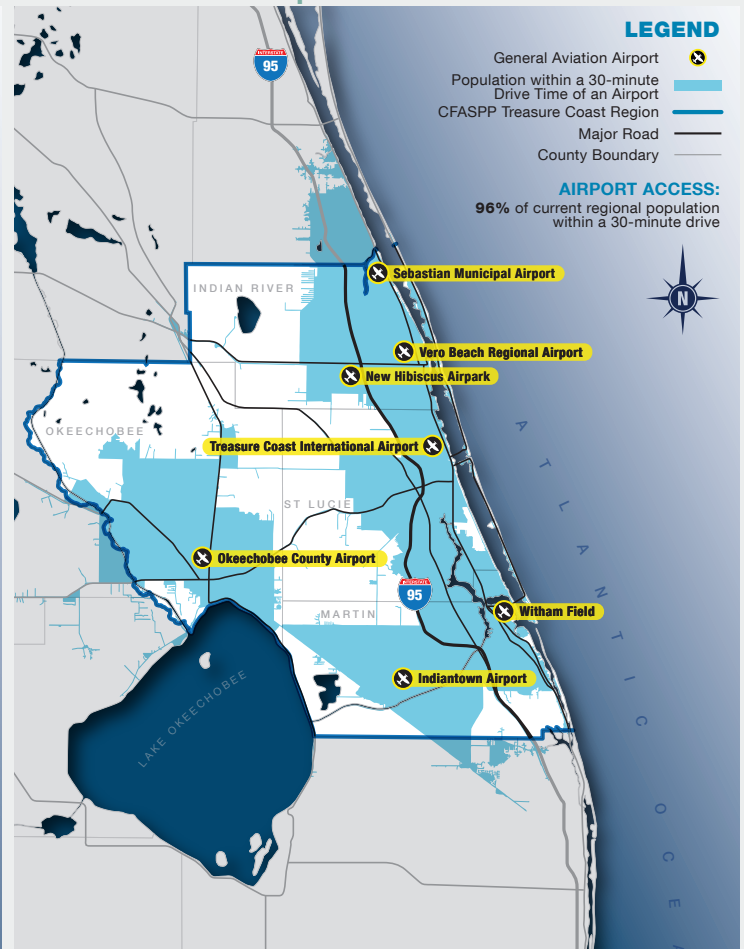 LEGEND
General Aviation Airport
Population within a 30-minute
Drive Time of an Airport
CFASPP Treasure Coast Region
Major Road
County Boundary
AIRPORT ACCESS:
96% of current regional population
within a 30-minute drive
N
INTERSTATE
95
Sebastian Municipal Airport
INDIAN RIVER
Vero Beach Regional Airport
New Hibiscus Airpark
OKEECHOBEE
Treasure Coast International Airport
ST LUCIE
Okeechobee County Airport
INTERSTATE
95
MARTIN
Witham Field
Indiantown Airport
LAKE OKEECHOBEE
ATLANTIC OCEA